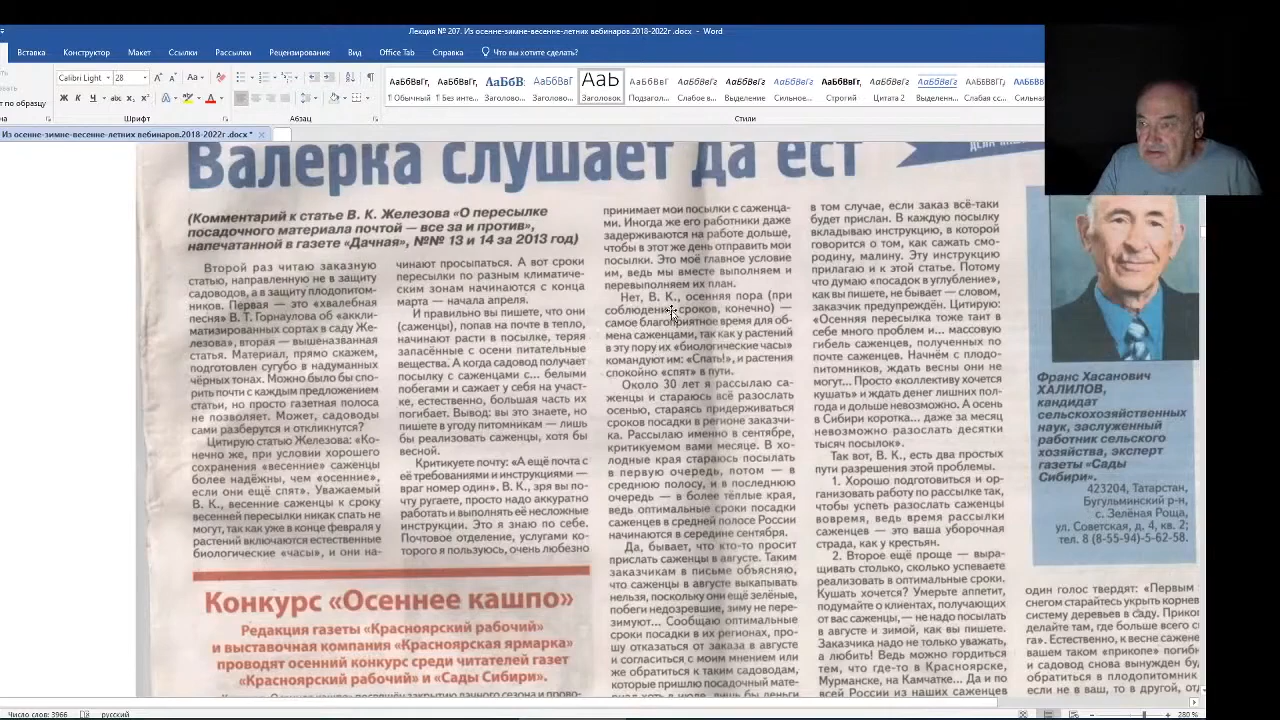 Лекция № 207. Из осенне-зимне-весенне-летних вебинаров.2018-2022г .docx - Word
Вставка Конструктор Макет Ссылки Рассылки Рецензирование Вид Office Tab Справка Что вы хотите сделать?
Calibri Light 28
по образцу
Шрифт Абзац Стили
АаБбВвГг, АаБбВвГг, АаБбВ АаБбВвГ АаЬ АаБбВвГ АаБбВвГг АаБбВвГг АаБбВвГг АаБбВвГг, АаБбВвГг АаБбВвГг
¶ Обычный ¶ Без инте... Заголово... Заголово... Заголовок Подзагол... Слабое в... Выделение Сильное... Строгий Цитата 2 Выделенн... Слабая сс... Сильная
Из осенне-зимне-весенне-летних вебинаров.2018-2022г .docx *
Валерка слушает да ест
(Комментарий к статье В. К. Железова «О пересылке
посадочного материала почтой — все за и против»,
напечатанной в газете «Дачная», №№ 13 и 14 за 2013 год)
Второй раз читаю заказную
статью, направленную не в защиту
садоводов, а в защиту плодопитом-
ников. Первая — это «хвалебная
песня» В. Т. Горнаулова об «аккли-
матизированных сортах в саду Же-
лезова», вторая — вышеназванная
статья. Материал, прямо скажем,
подготовлен сугубо в надуманных
чёрных тонах. Можно было бы спо-
рить почти с каждым предложением
статьи, но просто газетная полоса
не позволяет. Может, садоводы
сами разберутся и откликнутся?
Цитирую статью Железова: «Ко-
нечно же, при условии хорошего
сохранения «весенние» саженцы
более надёжны, чем «осенние»,
если они ещё спят». Уважаемый
В. К., весенние саженцы к сроку
весенней пересылки никак спать не
могут, так как уже в конце февраля у
растений включаются естественные
биологические «часы», и они на-
чинают просыпаться. А вот сроки
пересылки по разным климатиче-
ским зонам начинаются с конца
марта — начала апреля.
И правильно вы пишете, что они
(саженцы), попав на почте в тепло,
начинают расти в посылке, теряя
запасённые с осени питательные
вещества. А когда садовод получает
посылку с саженцами с... белыми
побегами и сажает у себя на участ-
ке, естественно, большая часть их
погибает. Вывод: вы это знаете, но
пишете в угоду питомникам — лишь
бы реализовать саженцы, хотя бы
весной.
Критикуете почту: «А ещё почта с
её требованиями и инструкциями —
враг номер один». В. К., зря вы по-
чту ругаете, просто надо аккуратно
работать и выполнять её несложные
инструкции. Это я знаю по себе.
Почтовое отделение, услугами ко-
торого я пользуюсь, очень любезно
Конкурс «Осеннее кашпо»
Редакция газеты «Красноярский рабочий»
и выставочная компания «Красноярская ярмарка»
проводят осенний конкурс среди читателей газет
«Красноярский рабочий» и «Сады Сибири».
принимает мои посылки с саженца-
ми. Иногда же его работники даже
задерживаются на работе дольше,
чтобы в этот же день отправить мои
посылки. Это моё главное условие
им, ведь мы вместе выполняем и
перевыполняем их план.
Нет, В. К., осенняя пора (при
соблюдении сроков, конечно) —
самое благоприятное время для об-
мена саженцами, так как у растений
в эту пору их «биологические часы»
командуют им: «Спать!», и растения
спокойно «спят» в пути.
Около 30 лет я рассылаю са-
женцы и стараюсь всё разослать
осенью, стараясь придерживаться
сроков посадки в регионе заказчи-
ка. Рассылаю именно в сентябре,
критикуемом вами месяце. В хо-
лодные края стараюсь посылать
в первую очередь, потом — в
среднюю полосу, и в последнюю
очередь — в более тёплые края,
ведь оптимальные сроки посадки
саженцев в средней полосе России
начинаются в середине сентября.
Да, бывает, что кто-то просит
прислать саженцы в августе. Таким
заказчикам в письме объясняю,
что саженцы в августе выкапывать
нельзя, поскольку они ещё зелёные,
побеги недозревшие, зиму не пере-
зимуют... Сообщаю оптимальные
сроки посадки в их регионах, про-
шу отказаться от заказа в августе
и согласиться с моим мнением или
же обратиться к таким садоводам,
которые пришлю посадочный мате-
в том случае, если заказ всё-таки
будет прислан. В каждую посылку
вкладываю инструкцию, в которой
говорится о том, как сажать смо-
родину, малину. Эту инструкцию
прилагаю и к этой статье. Потому
что думаю «посадок в углубление»,
как вы пишете, не бывает — словом,
заказчик предупреждён. Цитирую:
«Осенняя пересылка тоже таит в
себе много проблем и... массовую
гибель саженцев, полученных по
почте саженцев. Начнём с плодо-
питомников, ждать весны они не
могут... Просто «коллективу хочется
кушать» и ждать денег лишних пол-
года и дольше невозможно. А осень
в Сибири коротка... даже за месяц
невозможно разослать десятки
тысяч посылок».
Так вот, В. К., есть два простых
пути разрешения этой проблемы.
1. Хорошо подготовиться и ор-
ганизовать работу по рассылке так,
чтобы успеть разослать саженцы
вовремя, ведь время рассылки
саженцев — это ваша уборочная
страда, как у крестьян.
2. Второе ещё проще — выра-
щивать столько, сколько успеваете
реализовать в оптимальные сроки.
Кушать хочется? Умерьте аппетит,
подумайте о клиентах, получающих
от вас саженцы, — не надо посылать
в августе и зимой, как вы пишете.
Заказчика надо не только уважать,
а любить! Ведь можно гордиться
тем, что где-то в Красноярске,
Мурманске, на Камчатке... Да и по
всей России из наших саженцев
Франс Хасанович
ХАЛИЛОВ,
кандидат
сельскохозяйственных
наук, заслуженный
работник сельского
хозяйства, эксперт
газеты «Сады
Сибири».
423204, Татарстан,
Бугульминский р-н,
с. Зелёная Роща,
ул. Советская, д. 4, кв. 2;
тел. 8 (8-55-94)-5-62-58.
один голос твердят: «Первым
снегом старайтесь укрыть корнев
систему деревьев в саду. Прико
делайте там, где больше всего с
га». Естественно, к весне сажене
вашем таком «прикопе» погиб
и садовод снова вынужден бу
обратиться в плодопитомник
если не в ваш, то в другой, от
Число слов: 3966 русский 280 %